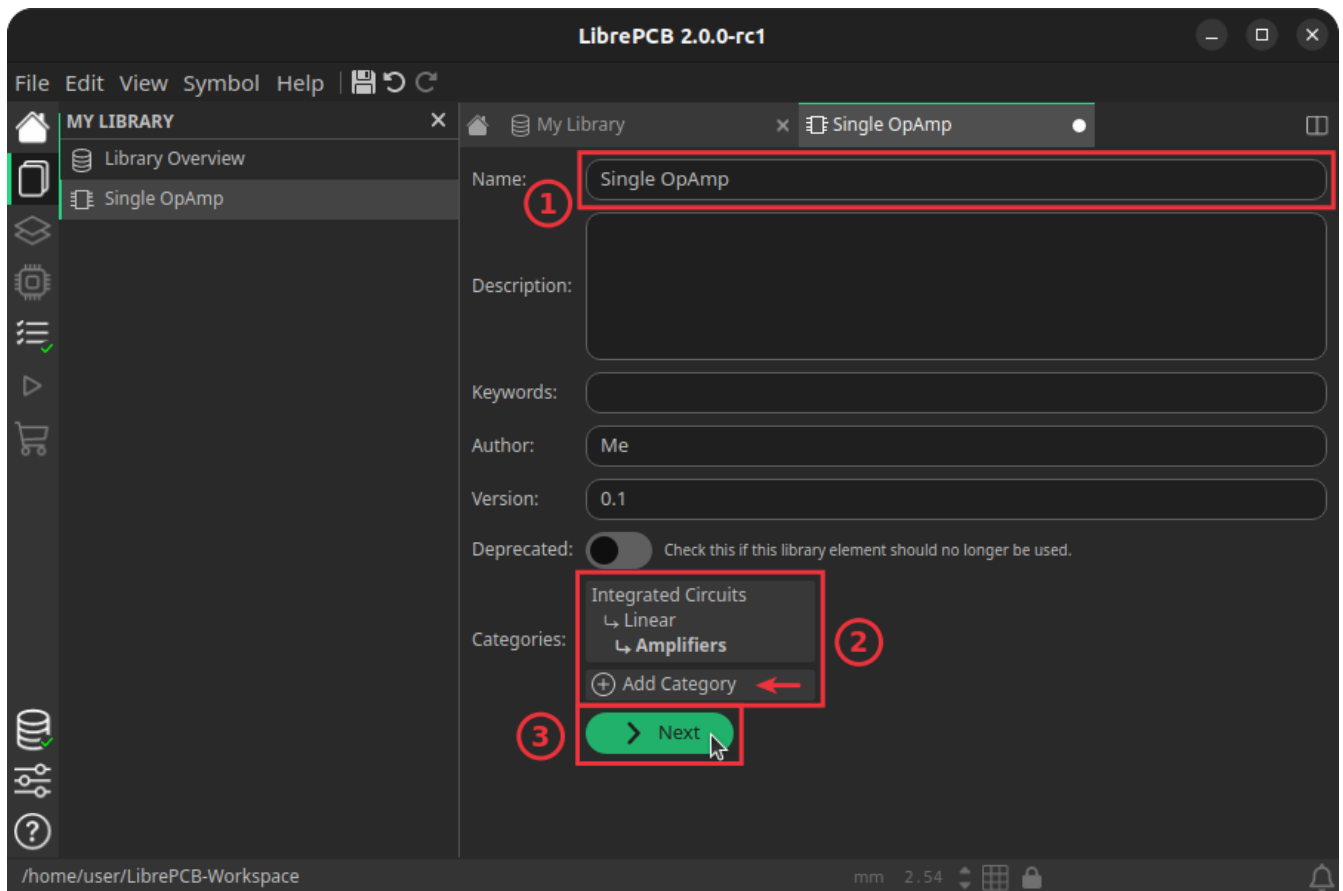 LibrePCB 2.0.0-rc1
File Edit View Symbol Help
MY LIBRARY
Library Overview
Single OpAmp
My Library
Single OpAmp
Name:
Single OpAmp
1
Description:
Keywords:
Author:
Me
Version:
0.1
Deprecated:
Check this if this library element should no longer be used.
Categories:
Integrated Circuits
↳ Linear
↳ Amplifiers
2
Add Category
3
Next
/home/user/LibrePCB-Workspace
mm 2.54